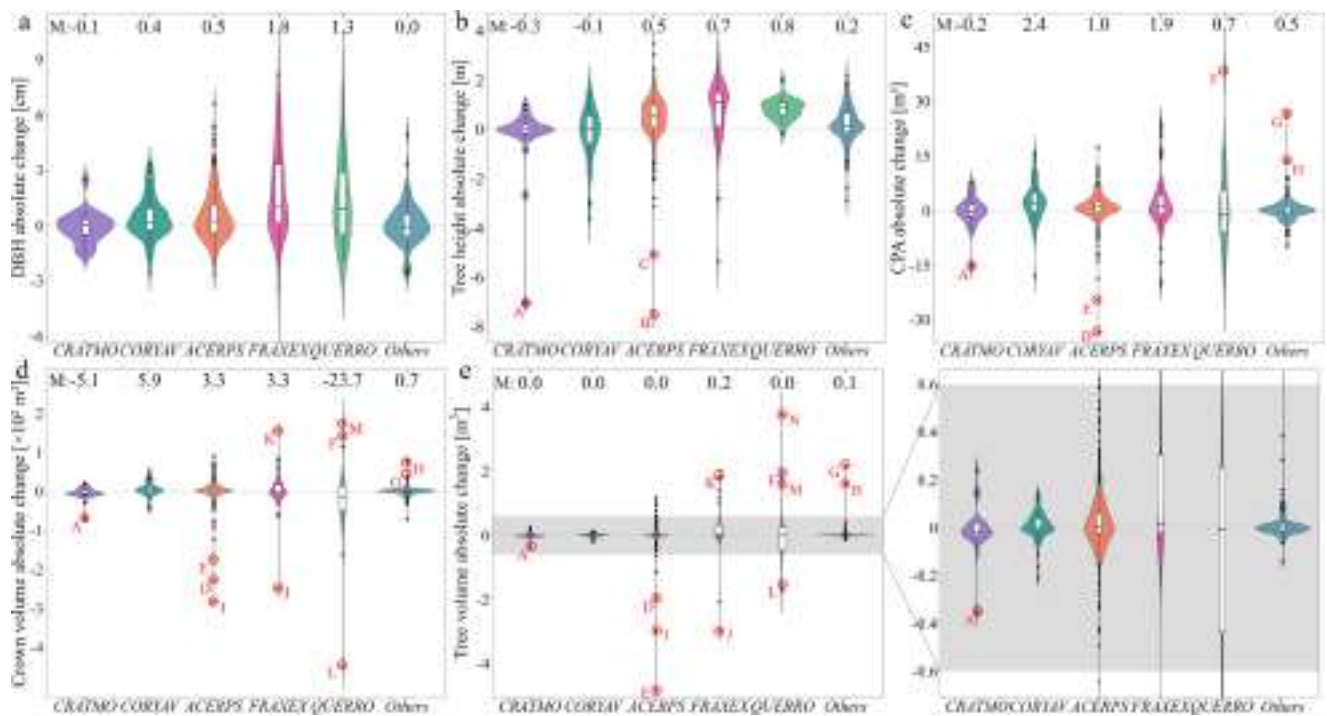 a
M:-0.1 0.4 0.5 1.8 1.3 0.0
DBH absolute change [cm]
9
6
3
0
-3
-6
CRATMO CORYAV ACERPS FRAXEX QUERRO Others
b
M:-0.3 -0.1 0.5 0.7 0.8 0.2
Tree height absolute change [m]
4
2
0
-2
-4
-6
-8
A
C
B
CRATMO CORYAV ACERPS FRAXEX QUERRO Others
M:-0.2 2.4 1.0 1.9 0.7 0.5
CPA absolute change [m²]
45
30
15
0
-15
-30
A
G
H
CRATMO CORYAV ACERPS FRAXEX QUERRO Others
d
M:-5.1 5.9 3.3 3.3 -23.7 0.7
Crown volume absolute change [×10² m³]
2
1
0
-1
-2
-3
-4
A
K
M
H
CRATMO CORYAV ACERPS FRAXEX QUERRO Others
e
M:0.0 0.0 0.0 0.2 0.0 0.1
Tree volume absolute change [m³]
4
2
0
-2
-4
A
K
N
M
L
G
H
CRATMO CORYAV ACERPS FRAXEX QUERRO Others
0.6
0.4
0.2
0
-0.2
-0.4
-0.6
CRATMO CORYAV ACERPS FRAXEX QUERRO Others